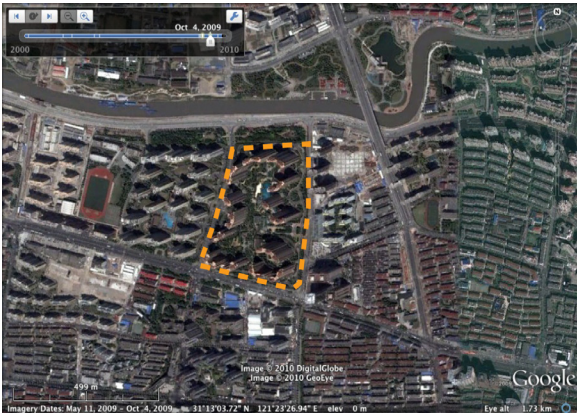 Oct 4, 2009
2000 2010
N
Image © 2010 DigitalGlobe
Image © 2010 GeoEye
Google
499 m
Imagery Dates: May 11, 2009 - Oct 4, 2009 31°13'03.72" N 121°23'26.94" E elev 0 m Eye alt 1.73 km